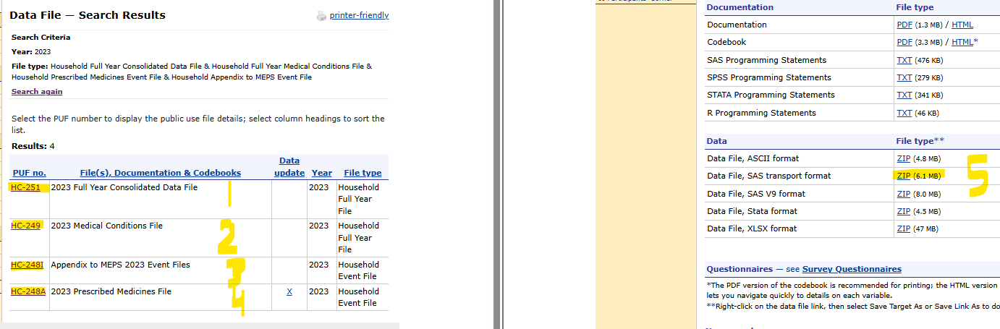 Data File — Search Results
printer-friendly
Search Criteria
Year: 2023
File type: Household Full Year Consolidated Data File & Household Full Year Medical Conditions File &
Household Prescribed Medicines Event File & Household Appendix to MEPS Event File
Search again
Select the PUF number to display the public use file details; select column headings to sort the
list.
Results: 4
PUF no. File(s), Documentation & Codebooks Data update Year File type
HC-251 2023 Full Year Consolidated Data File 2023 Household
Full Year
File
1
HC-249 2023 Medical Conditions File 2023 Household
Full Year
File
2
HC-248I Appendix to MEPS 2023 Event Files 2023 Household
Event File
3
HC-248A 2023 Prescribed Medicines File X 2023 Household
Event File
4
Documentation File type
Documentation PDF (1.3 MB) / HTML
Codebook PDF (3.3 MB) / HTML*
SAS Programming Statements TXT (476 KB)
SPSS Programming Statements TXT (279 KB)
STATA Programming Statements TXT (341 KB)
R Programming Statements TXT (46 KB)
Data File type**
Data File, ASCII format ZIP (4.8 MB)
Data File, SAS transport format ZIP (6.1 MB)
5
Data File, SAS V9 format ZIP (8.0 MB)
Data File, Stata format ZIP (4.5 MB)
Data File, XLSX format ZIP (47 MB)
Questionnaires — see Survey Questionnaires
*The PDF version of the codebook is recommended for printing; the HTML version
lets you navigate quickly to details on each variable.
**Right-click on the data file link, then select Save Target As or Save Link As to do